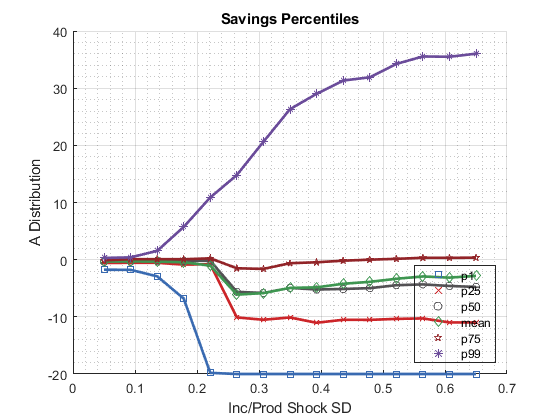 Savings Percentiles
40
30
20
10
0
-10
-20
A Distribution
p1
p25
p50
mean
p75
p99
0
0.1
0.2
0.3
0.4
0.5
0.6
0.7
Inc/Prod Shock SD